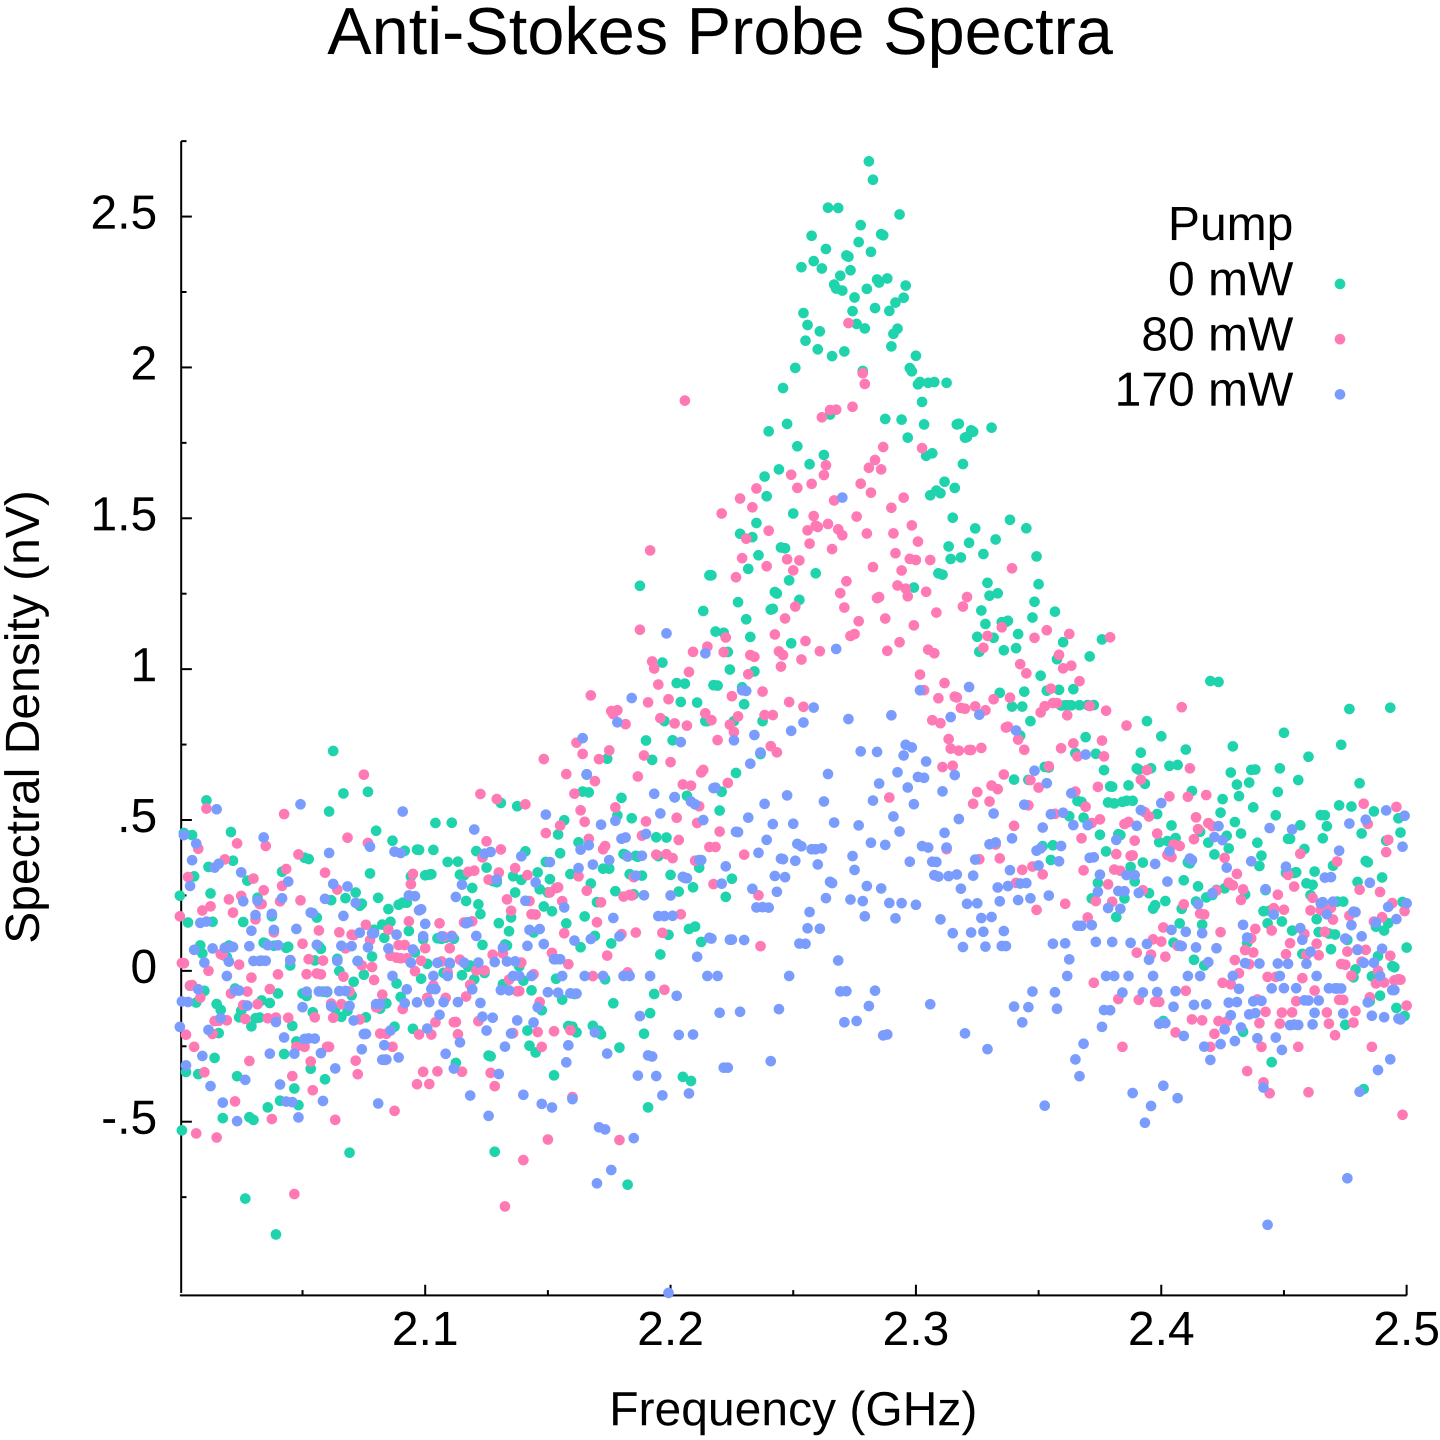 Anti-Stokes Probe Spectra
Pump
0 mW
80 mW
170 mW
Spectral Density (nV)
2.5
2
1.5
1
.5
0
-.5
2.1 2.2 2.3 2.4 2.5
Frequency (GHz)